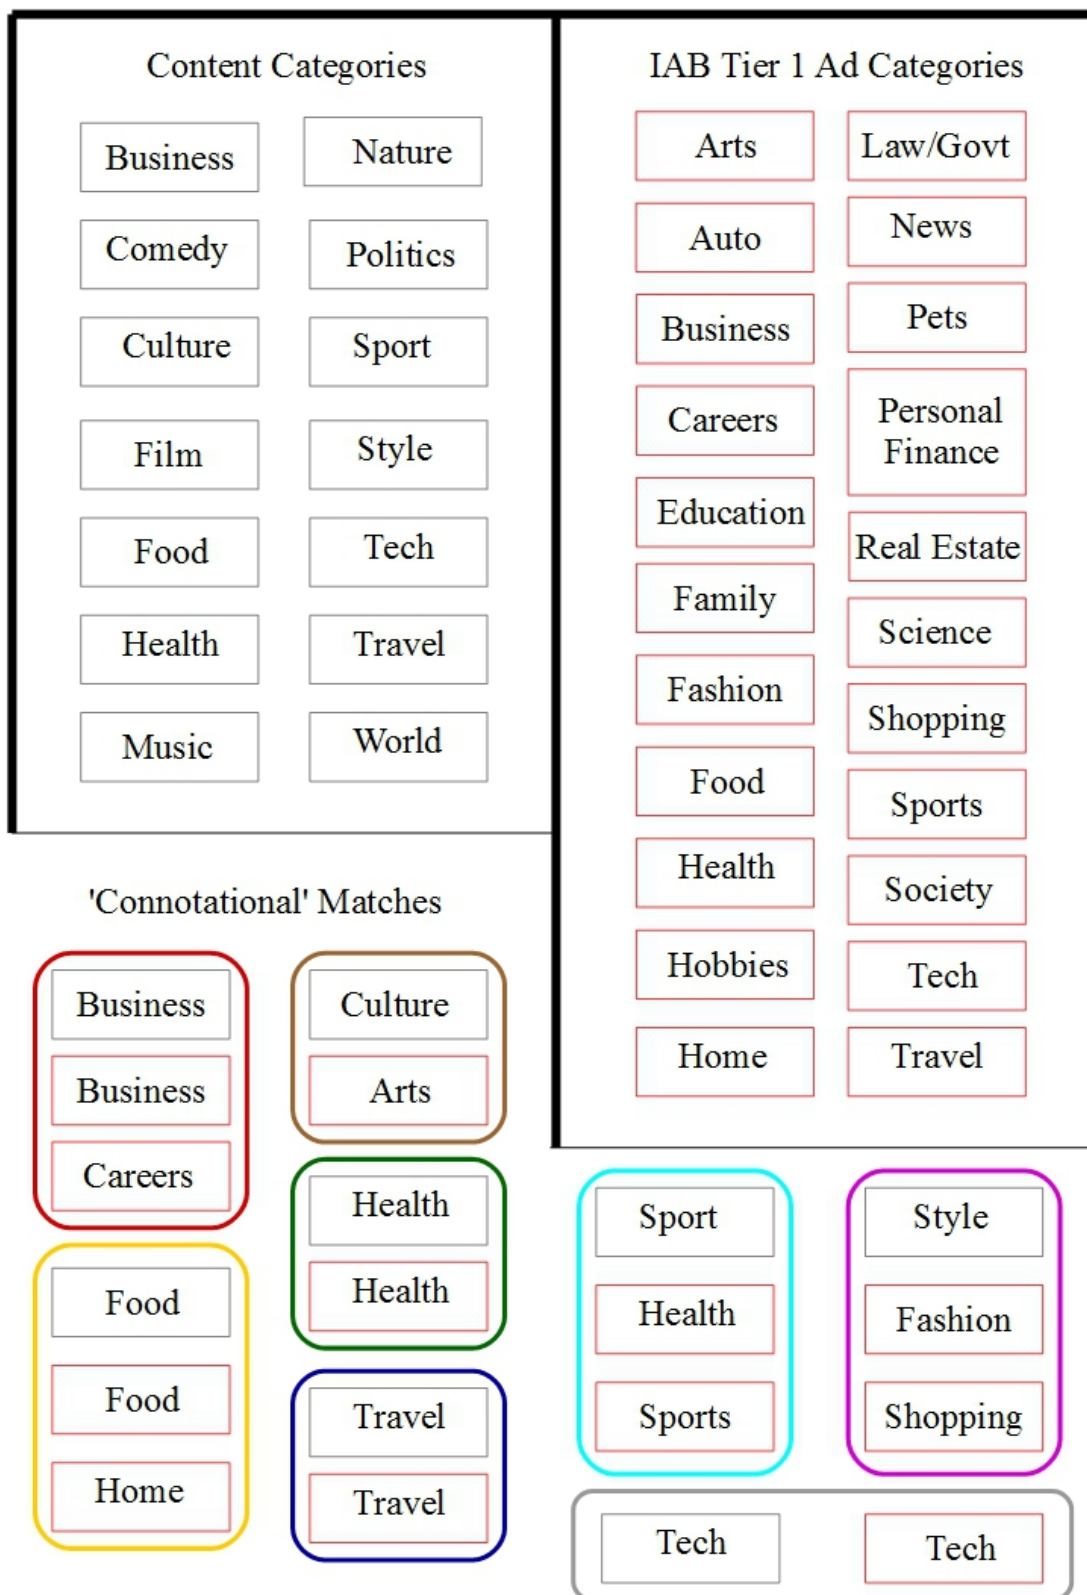 Content Categories
Business
Nature
Comedy
Politics
Culture
Sport
Film
Style
Food
Tech
Health
Travel
Music
World
IAB Tier 1 Ad Categories
Arts
Law/Govt
Auto
News
Business
Pets
Careers
Personal
Finance
Education
Real Estate
Family
Science
Fashion
Shopping
Food
Sports
Health
Society
Hobbies
Tech
Home
Travel
'Connotational' Matches
Business
Business
Careers
Culture
Arts
Health
Health
Food
Food
Home
Travel
Travel
Sport
Health
Sports
Style
Fashion
Shopping
Tech
Tech